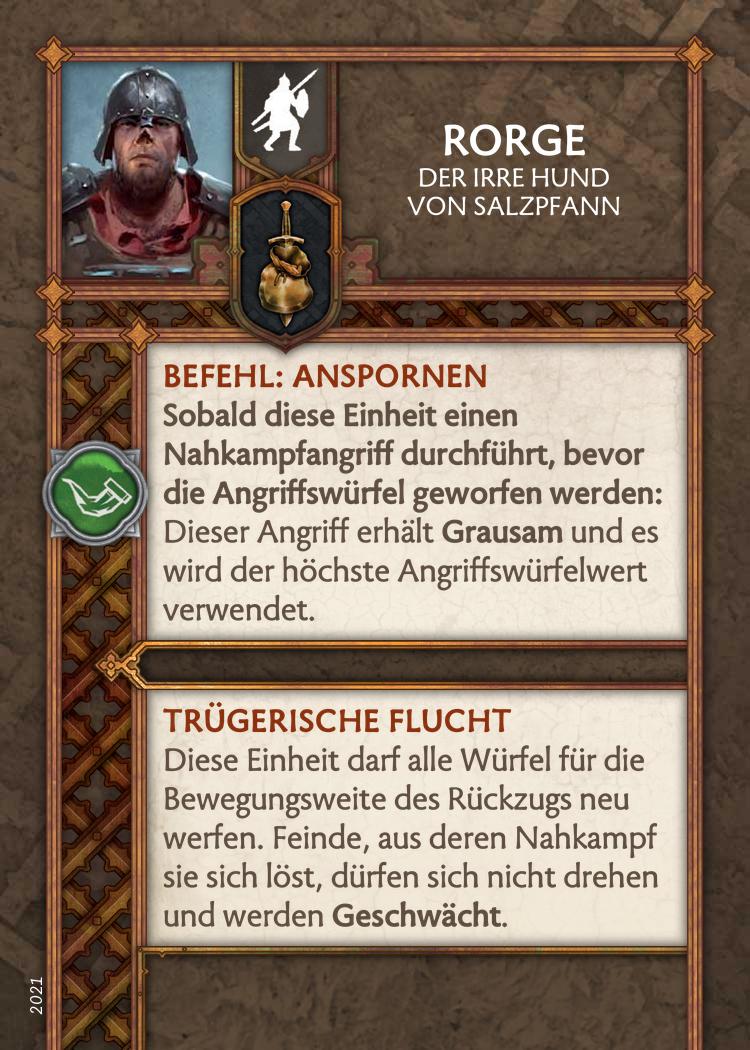 RORGE
DER IRRE HUND
VON SALZPFANN
BEFEHL: ANSPORNEN
Sobald diese Einheit einen
Nahkampfangriff durchführt, bevor
die Angriffswürfel geworfen werden:
Dieser Angriff erhält Grausam und es
wird der höchste Angriffswürfelwert
verwendet.
TRÜGERISCHE FLUCHT
Diese Einheit darf alle Würfel für die
Bewegungsweite des Rückzugs neu
werfen. Feinde, aus deren Nahkampf
sie sich löst, dürfen sich nicht drehen
und werden Geschwächt.
2021